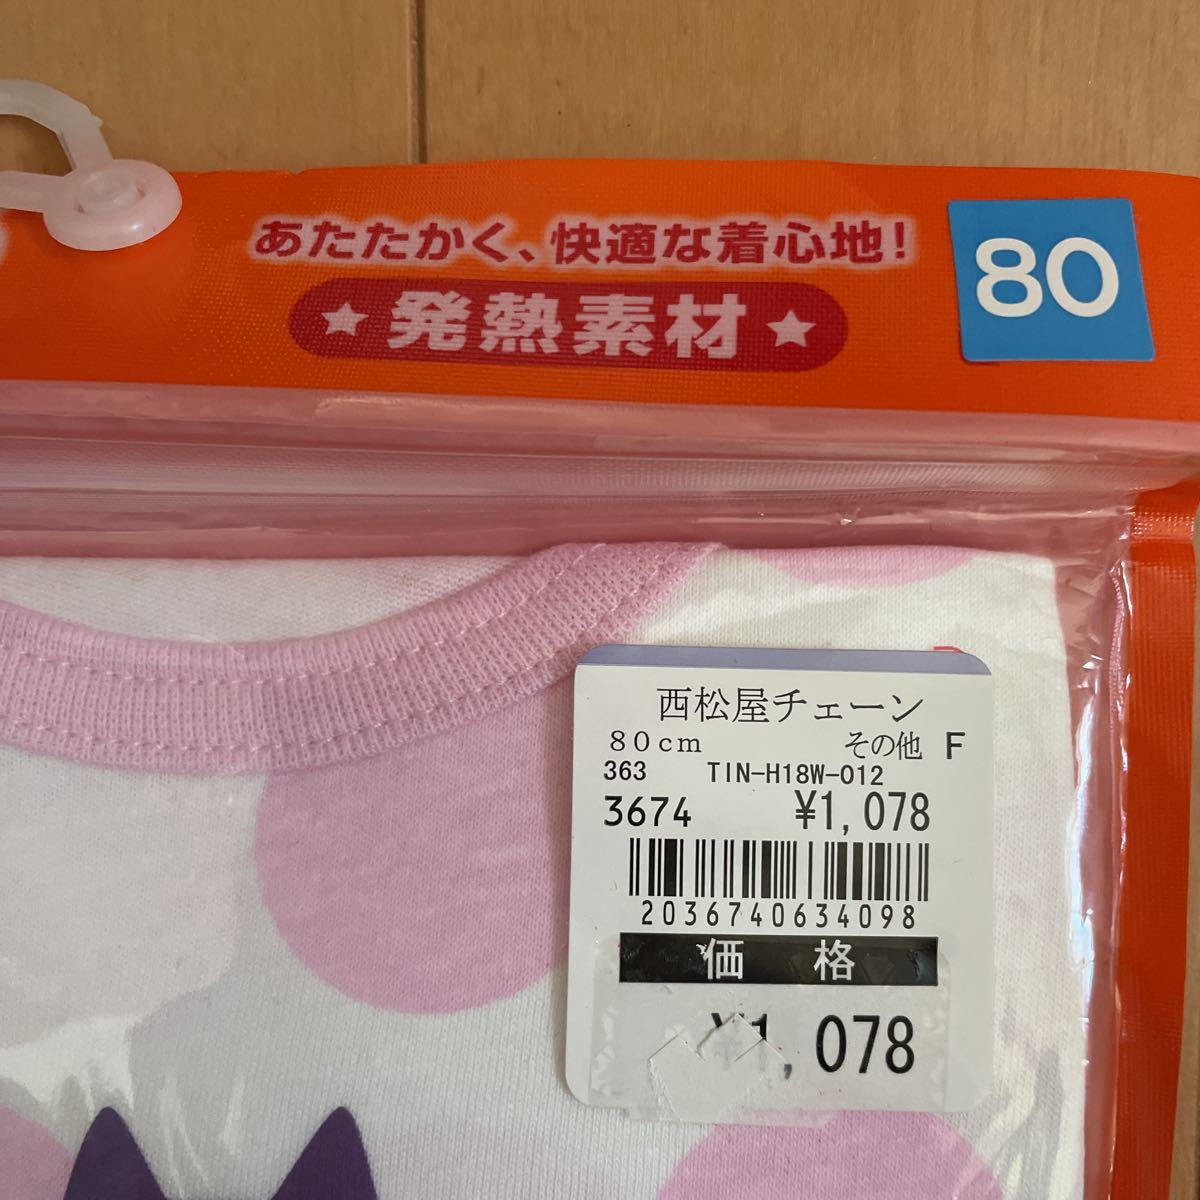 あたたかく、快適な着心地!
★発熱素材★
80
西松屋チェーン
80cm その他 F
363 TIN-H18W-012
3674 ¥1,078
2036740634098
価格
¥1,078